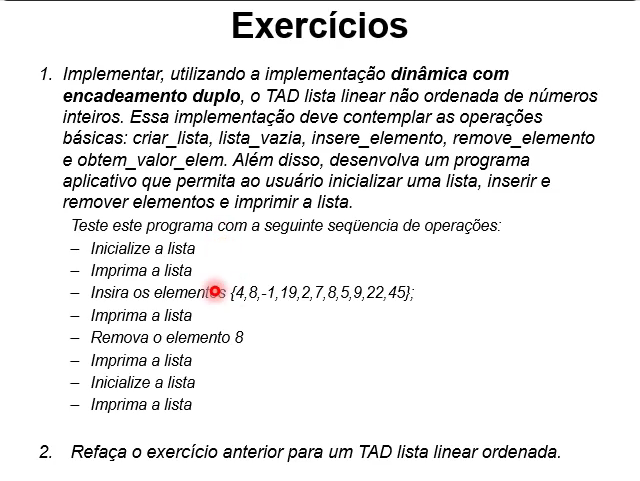 Exercícios
1. Implementar, utilizando a implementação dinâmica com
encadeamento duplo, o TAD lista linear não ordenada de números
inteiros. Essa implementação deve contemplar as operações
básicas: criar_lista, lista_vazia, insere_elemento, remove_elemento
e obtem_valor_elem. Além disso, desenvolva um programa
aplicativo que permita ao usuário inicializar uma lista, inserir e
remover elementos e imprimir a lista.
Teste este programa com a seguinte seqüencia de operações:
– Inicialize a lista
– Imprima a lista
– Insira os elementos {4,8,-1,19,2,7,8,5,9,22,45};
– Imprima a lista
– Remova o elemento 8
– Imprima a lista
– Inicialize a lista
– Imprima a lista
2. Refaça o exercício anterior para um TAD lista linear ordenada.